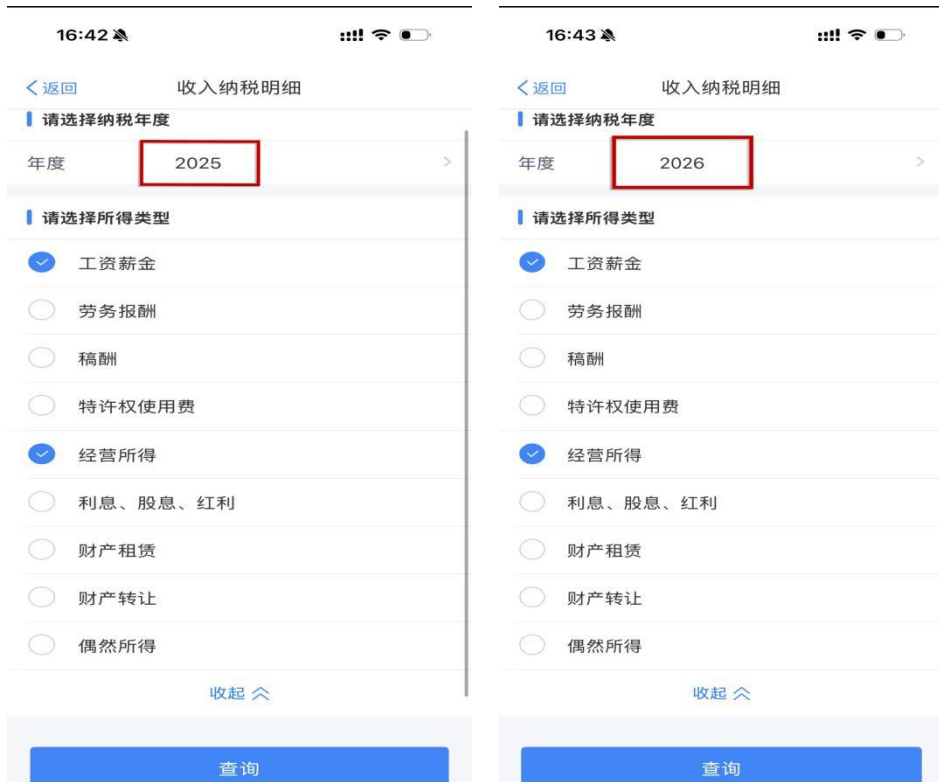 16:42
返回 收入纳税明细
请选择纳税年度
年度 2025
请选择所得类型
工资薪金
劳务报酬
稿酬
特许权使用费
经营所得
利息、股息、红利
财产租赁
财产转让
偶然所得
收起
查询
16:43
返回 收入纳税明细
请选择纳税年度
年度 2026
请选择所得类型
工资薪金
劳务报酬
稿酬
特许权使用费
经营所得
利息、股息、红利
财产租赁
财产转让
偶然所得
收起
查询